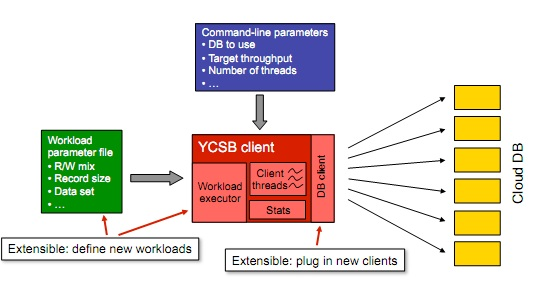 Command-line parameters
• DB to use
• Target throughput
• Number of threads
• ...
Workload
parameter file
• R/W mix
• Record size
• Data set
• ...
YCSB client
Workload
executor
Client
threads
Stats
DB client
Cloud DB
Extensible: define new workloads
Extensible: plug in new clients